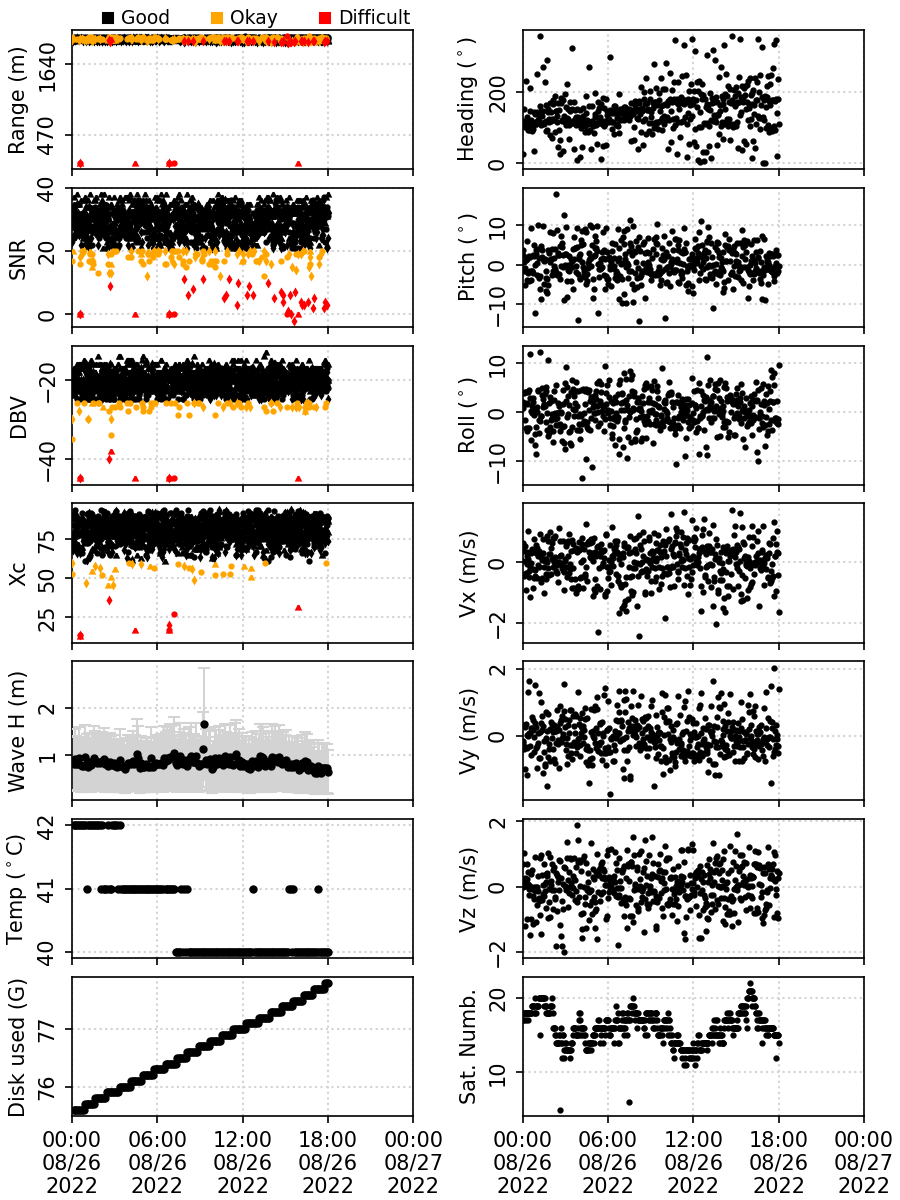 Good Okay Difficult
Range (m)
1640
470
Heading (°)
200
0
SNR
40
20
0
Pitch (°)
10
0
−10
DBV
−20
−40
Roll (°)
10
0
−10
Xc
75
50
25
Vx (m/s)
0
−2
Wave H (m)
2
1
Vy (m/s)
2
0
Temp (°C)
42
41
40
Vz (m/s)
2
0
−2
Disk used (G)
77
76
Sat. Numb.
20
10
00:00 06:00 12:00 18:00 00:00
08/26 08/26 08/26 08/26 08/27
2022 2022 2022 2022 2022
00:00 06:00 12:00 18:00 00:00
08/26 08/26 08/26 08/26 08/27
2022 2022 2022 2022 2022